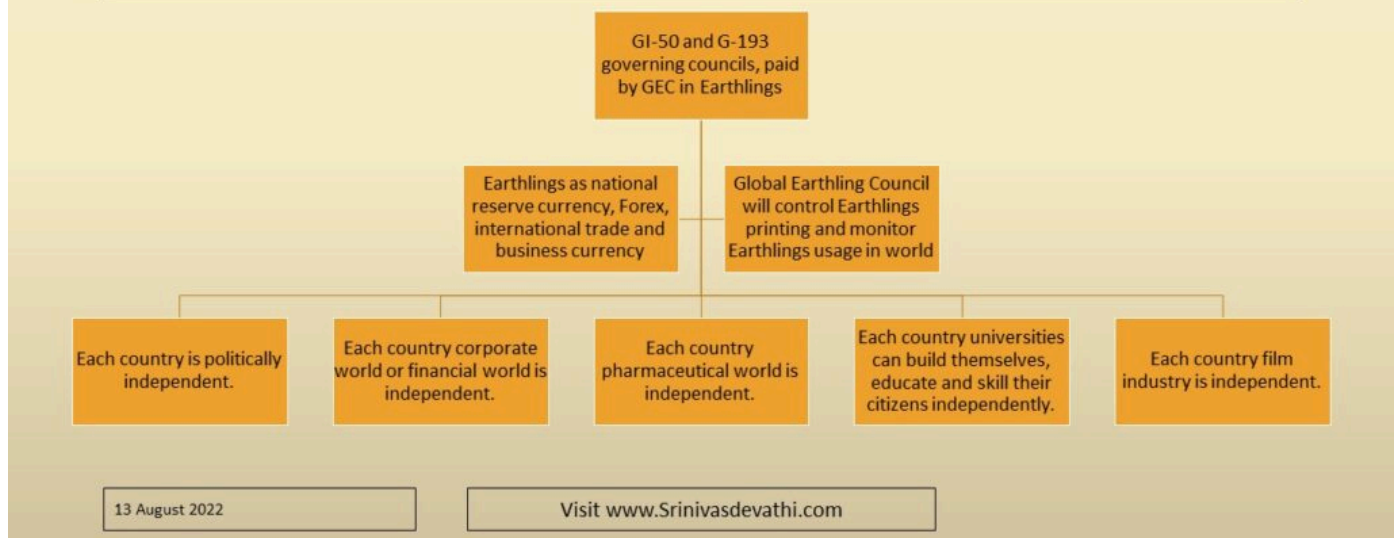 GI-50 and G-193
governing councils, paid
by GEC in Earthlings
Earthlings as national
reserve currency, Forex,
international trade and
business currency
Global Earthling Council
will control Earthlings
printing and monitor
Earthlings usage in world
Each country is politically
independent.
Each country corporate
world or financial world is
independent.
Each country
pharmaceutical world is
independent.
Each country universities
can build themselves,
educate and skill their
citizens independently.
Each country film
industry is independent.
13 August 2022
Visit www.Srinivasdevathi.com